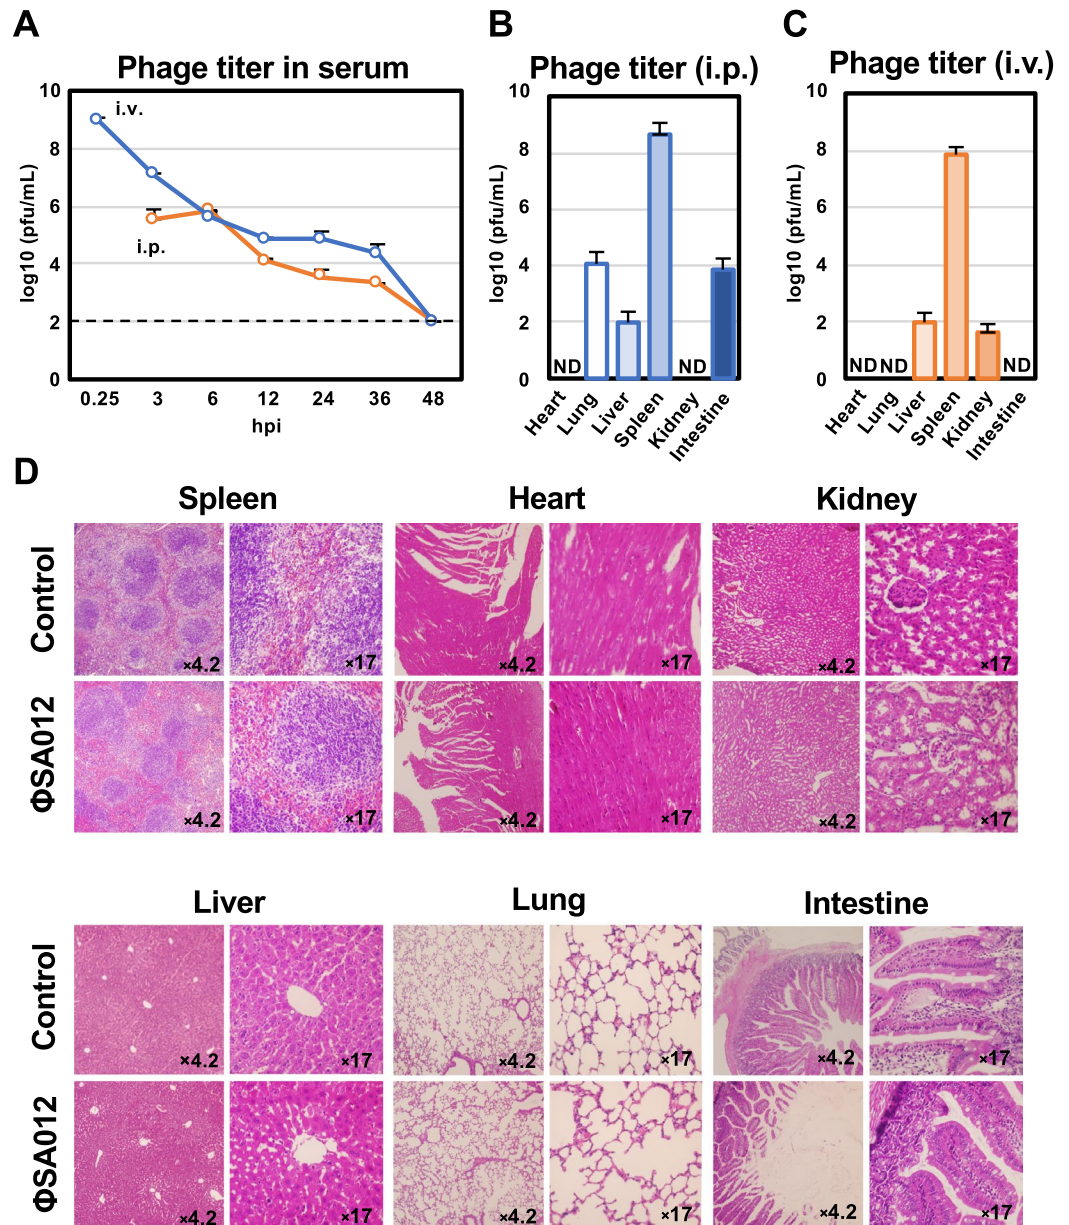 A
B
C
Phage titer in serum
Phage titer (i.p.)
Phage titer (i.v.)
log10 (pfu/mL)
10
8
6
4
2
0
i.v.
i.p.
0.25 3 6 12 24 36 48
hpi
log10 (pfu/mL)
10
8
6
4
2
0
ND
ND
Heart
Lung
Liver
Spleen
Kidney
Intestine
log10 (pfu/mL)
10
8
6
4
2
0
ND
ND
ND
Heart
Lung
Liver
Spleen
Kidney
Intestine
D
Spleen Heart Kidney
Control
×4.2 ×17 ×4.2 ×17 ×4.2 ×17
ΦSA012
×4.2 ×17 ×4.2 ×17 ×4.2 ×17
Liver Lung Intestine
Control
×4.2 ×17 ×4.2 ×17 ×4.2 ×17
ΦSA012
×4.2 ×17 ×4.2 ×17 ×4.2 ×17